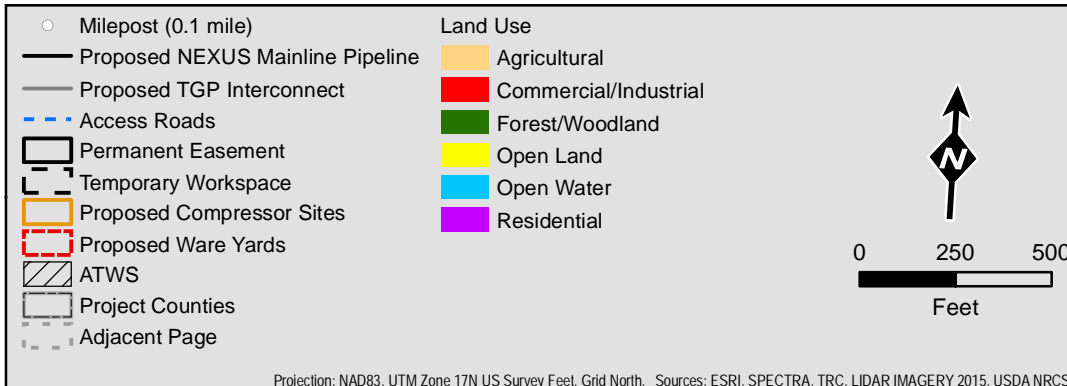 Milepost (0.1 mile)
Proposed NEXUS Mainline Pipeline
Proposed TGP Interconnect
Access Roads
Permanent Easement
Temporary Workspace
Proposed Compressor Sites
Proposed Ware Yards
ATWS
Project Counties
Adjacent Page
Land Use
Agricultural
Commercial/Industrial
Forest/Woodland
Open Land
Open Water
Residential
N
0 250 500
Feet
Projection: NAD83, UTM Zone 17N US Survey Feet, Grid North. Sources: ESRI, SPECTRA, TRC, LIDAR IMAGERY 2015, USDA NRCS